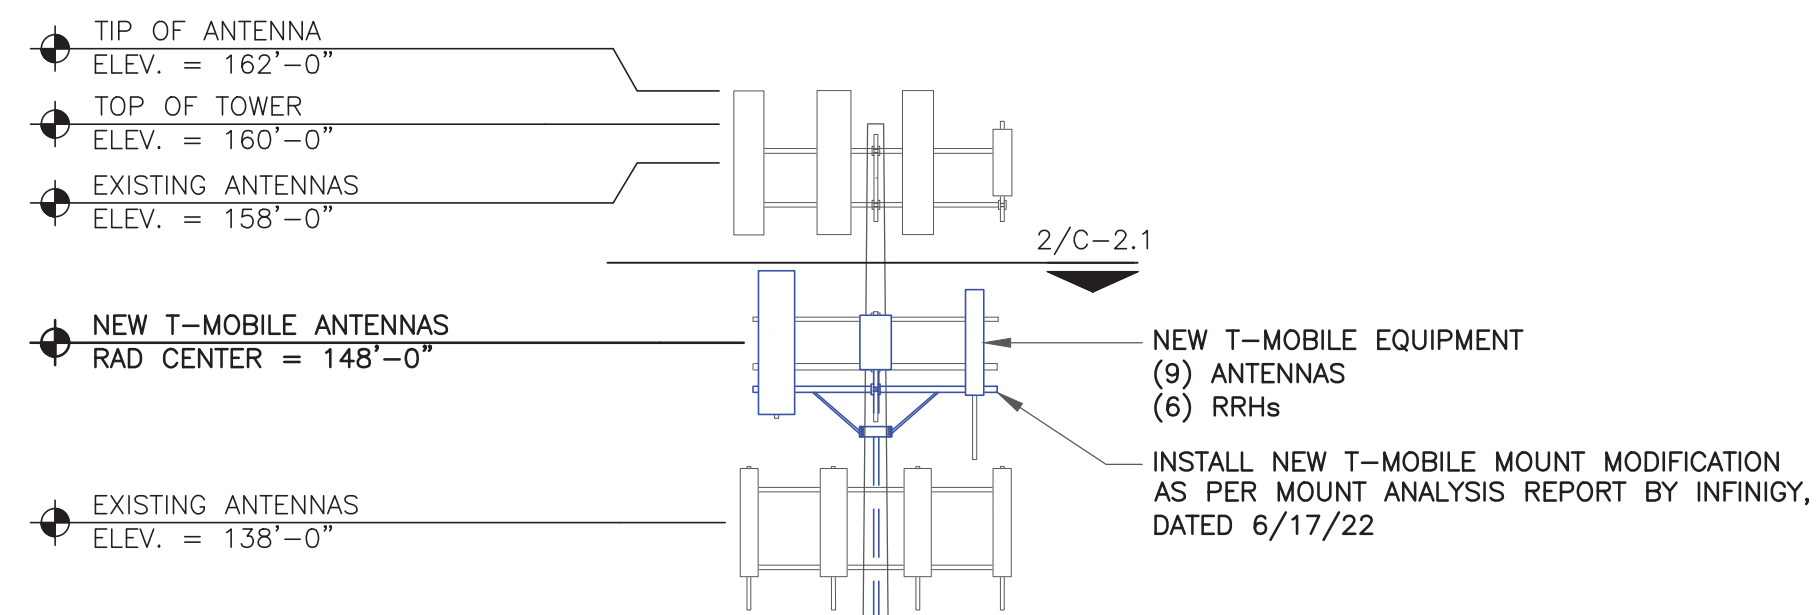 TIP OF ANTENNA
ELEV. = 162'-0"
TOP OF TOWER
ELEV. = 160'-0"
EXISTING ANTENNAS
ELEV. = 158'-0"
2/C-2.1
NEW T-MOBILE ANTENNAS
RAD CENTER = 148'-0"
NEW T-MOBILE EQUIPMENT
(9) ANTENNAS
(6) RRHs
INSTALL NEW T-MOBILE MOUNT MODIFICATION
AS PER MOUNT ANALYSIS REPORT BY INFINIGY,
DATED 6/17/22
EXISTING ANTENNAS
ELEV. = 138'-0"